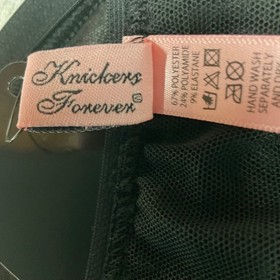 Knickers
Forever
67% POLYESTER
24% POLYAMIDE
9% ELASTANE
HAND WASH
SEPARATELY